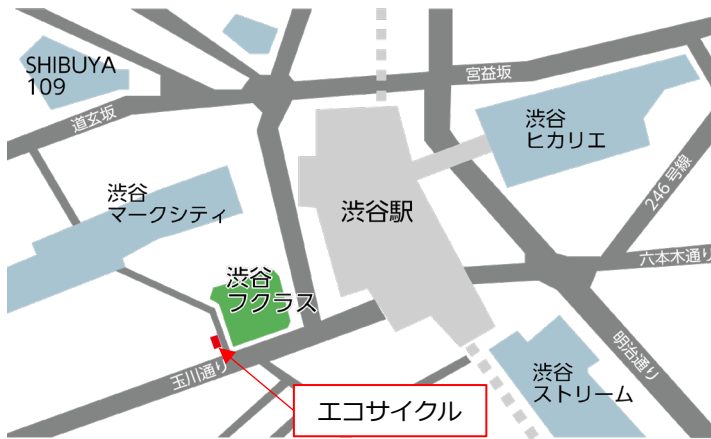 SHIBUYA
109
道玄坂
宮益坂
渋谷
ヒカリエ
渋谷
マークシティ
渋谷駅
246 号線
六本木通り
渋谷
フクラス
玉川通り
明治通り
渋谷
ストリーム
エコサイクル